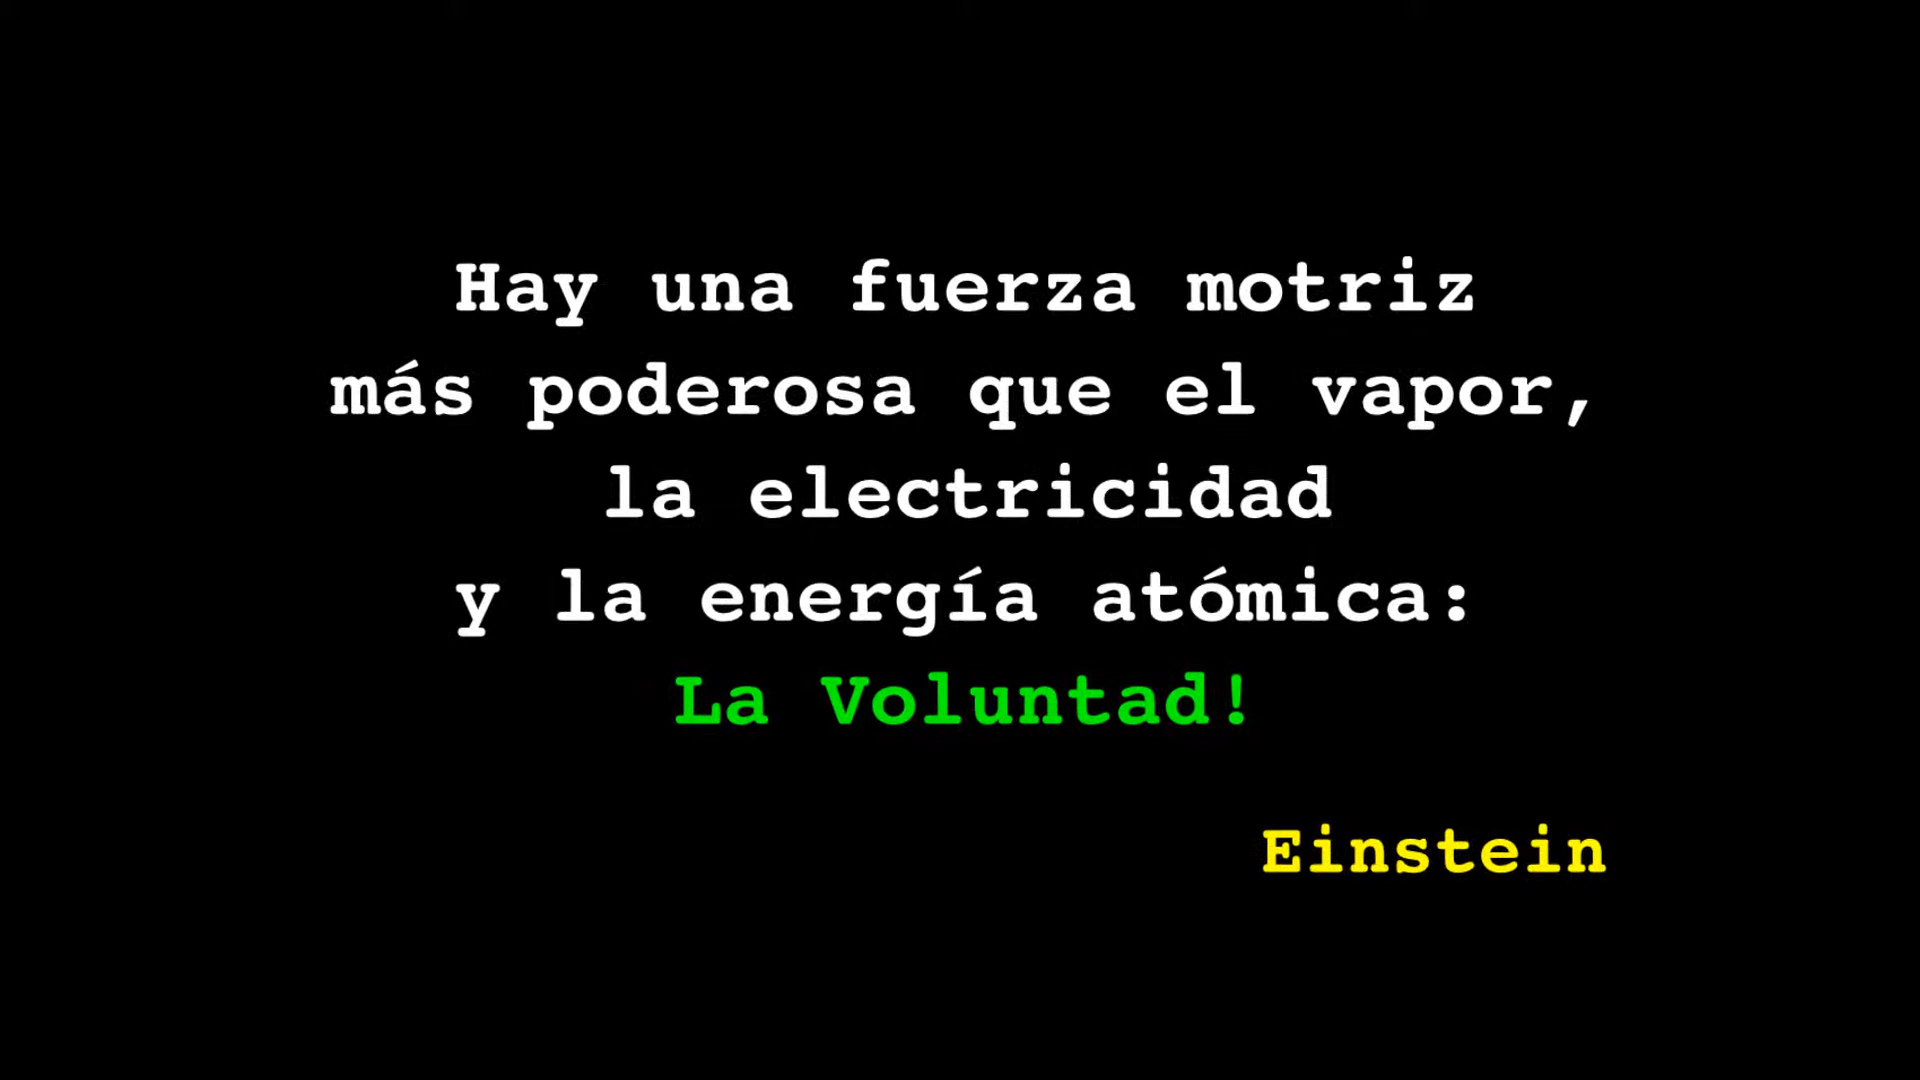 Hay una fuerza motriz
más poderosa que el vapor,
la electricidad
y la energía atómica:
La Voluntad!
Einstein